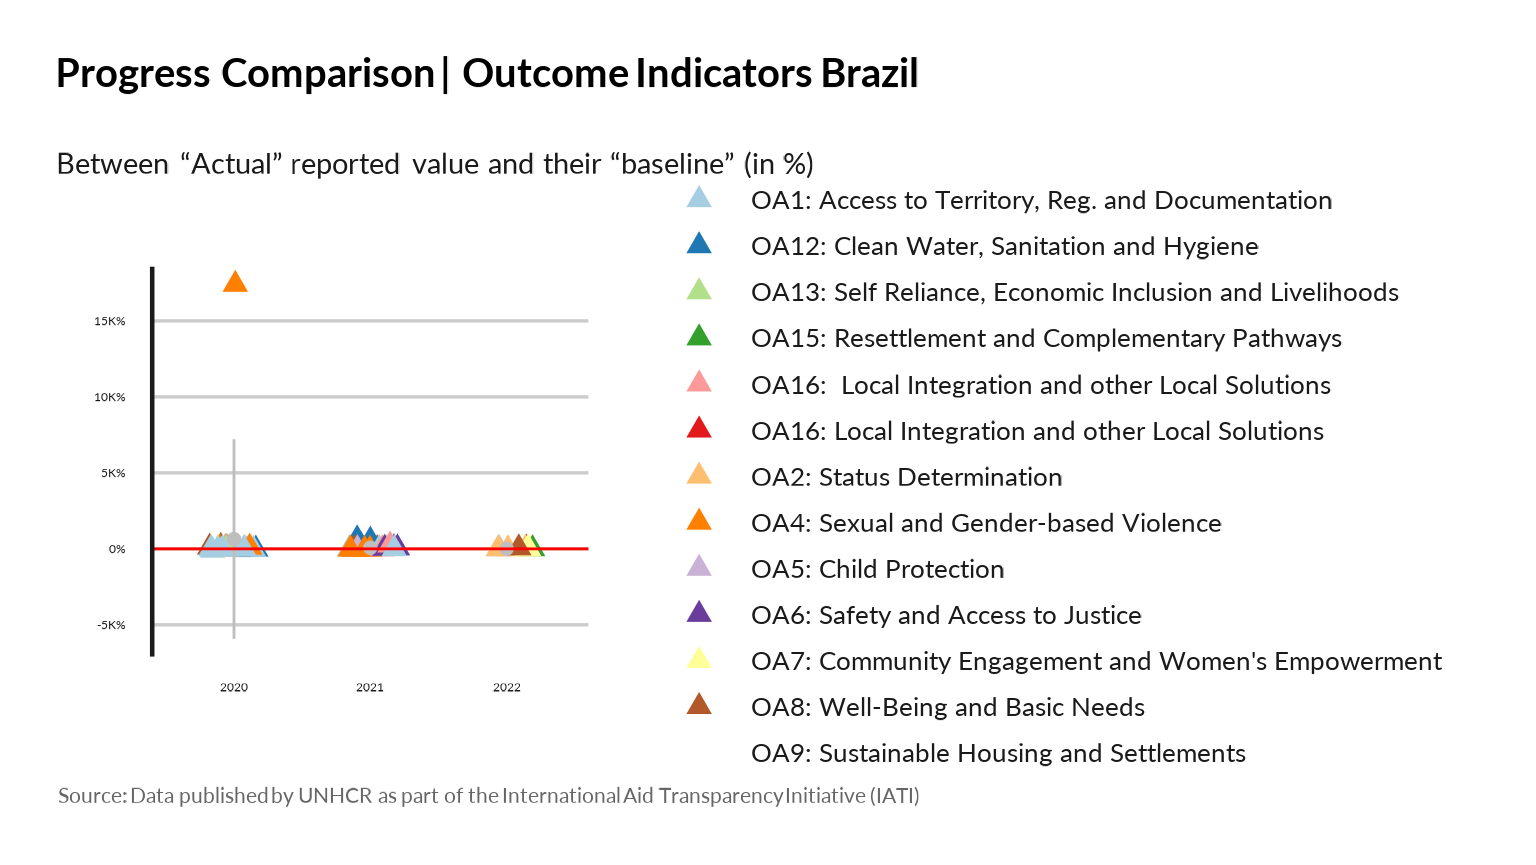 Progress Comparison| Outcome Indicators Brazil
Between “Actual” reported value and their “baseline” (in %)
OA1: Access to Territory, Reg. and Documentation
OA12: Clean Water, Sanitation and Hygiene
OA13: Self Reliance, Economic Inclusion and Livelihoods
OA15: Resettlement and Complementary Pathways
OA16:  Local Integration and other Local Solutions
OA16: Local Integration and other Local Solutions
OA2: Status Determination
OA4: Sexual and Gender-based Violence
OA5: Child Protection
OA6: Safety and Access to Justice
OA7: Community Engagement and Women's Empowerment
OA8: Well-Being and Basic Needs
OA9: Sustainable Housing and Settlements
15K%
10K%
5K%
0%
-5K%
2020 2021 2022
Source: Data published by UNHCR as part of the International Aid Transparency Initiative (IATI)